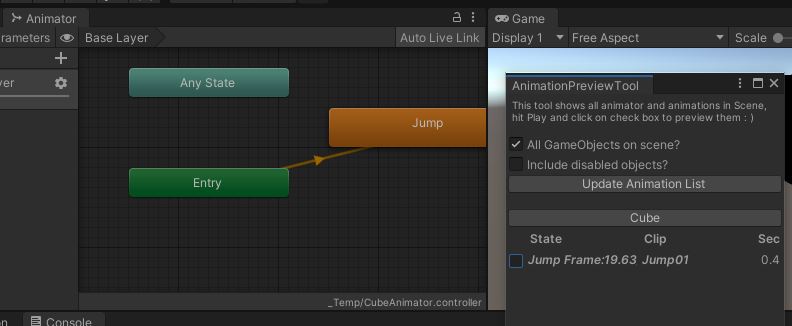 Animator
Game
rameters
Base Layer
Auto Live Link
Display 1
Free Aspect
Scale
yer
Any State
Jump
Entry
_Temp/CubeAnimator.controller
on
Console
AnimationPreviewTool
This tool shows all animator and animations in Scene,
hit Play and click on check box to preview them : )
All GameObjects on scene?
Include disabled objects?
Update Animation List
Cube
State Clip Sec
Jump Frame:19.63 Jump01 0.4